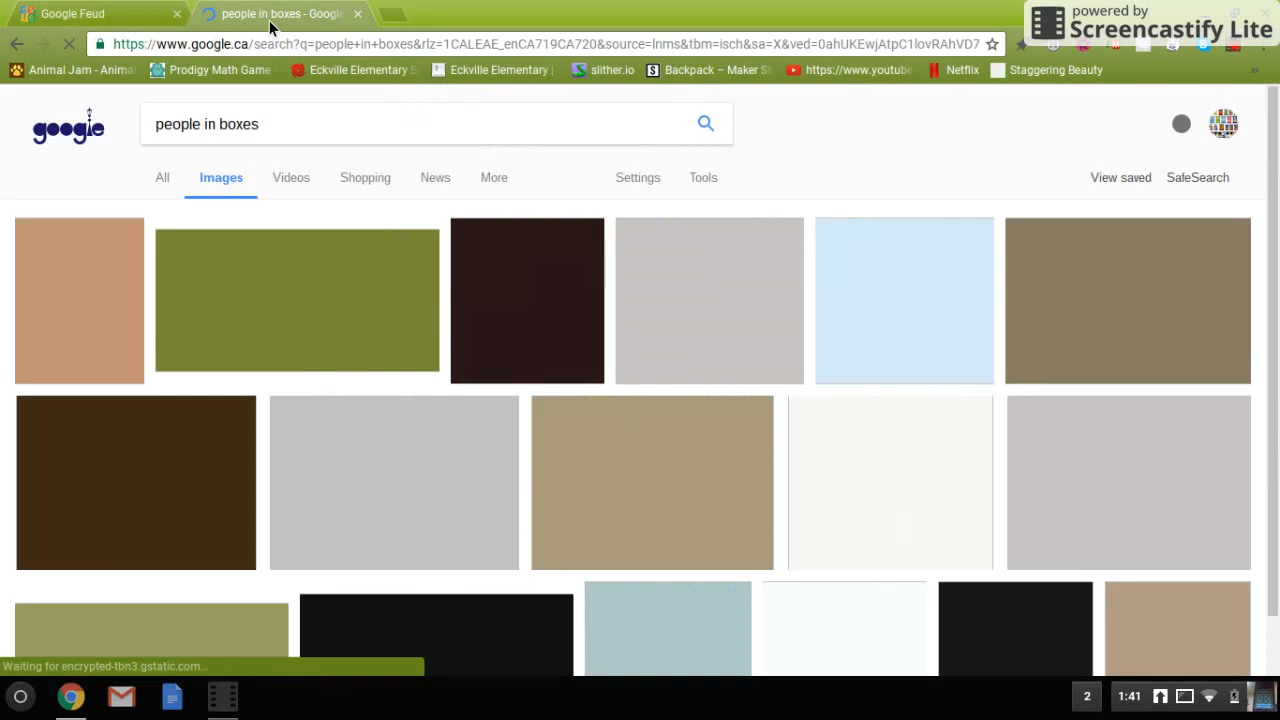 Google Feud
people in boxes - Google
powered by
Screencastify Lite
https://www.google.ca/search?q=people+in+boxes&rlz=1CALEAE_enCA719CA720&source=lnms&tbm=isch&sa=X&ved=0ahUKEwjAtpC1lovRAhVD7
Animal Jam - Anima
Prodigy Math Game
Eckville Elementary S
Eckville Elementary |
slither.io
Backpack – Maker S
https://www.youtube
Netflix
Staggering Beauty
google
people in boxes
All
Images
Videos
Shopping
News
More
Settings
Tools
View saved
SafeSearch
Waiting for encrypted-tbn3.gstatic.com...
2
1:41